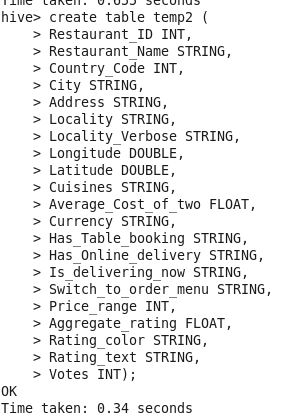 Time taken: 0.655 seconds
hive> create table temp2 (
    > Restaurant_ID INT,
    > Restaurant_Name STRING,
    > Country_Code INT,
    > City STRING,
    > Address STRING,
    > Locality STRING,
    > Locality_Verbose STRING,
    > Longitude DOUBLE,
    > Latitude DOUBLE,
    > Cuisines STRING,
    > Average_Cost_of_two FLOAT,
    > Currency STRING,
    > Has_Table_booking STRING,
    > Has_Online_delivery STRING,
    > Is_delivering_now STRING,
    > Switch_to_order_menu STRING,
    > Price_range INT,
    > Aggregate_rating FLOAT,
    > Rating_color STRING,
    > Rating_text STRING,
    > Votes INT);
OK
Time taken: 0.34 seconds